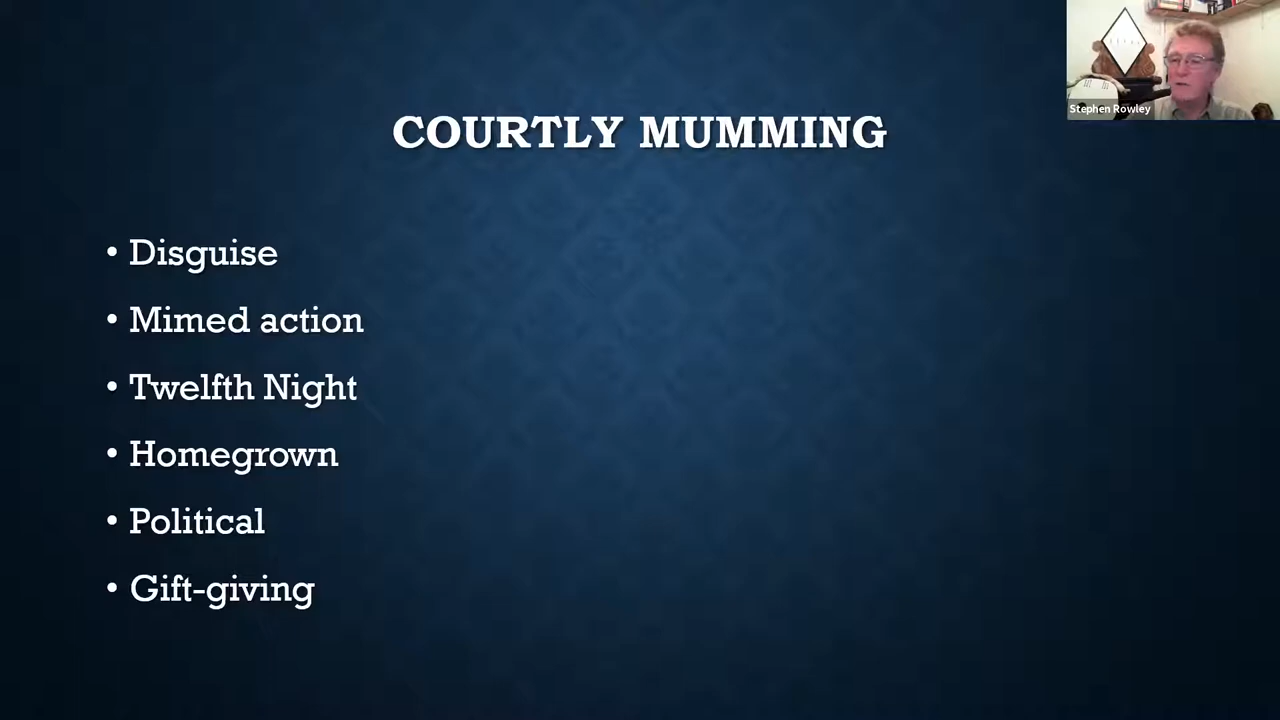 COURTLY MUMMING
• Disguise
• Mimed action
• Twelfth Night
• Homegrown
• Political
• Gift-giving
Stephen Rowley